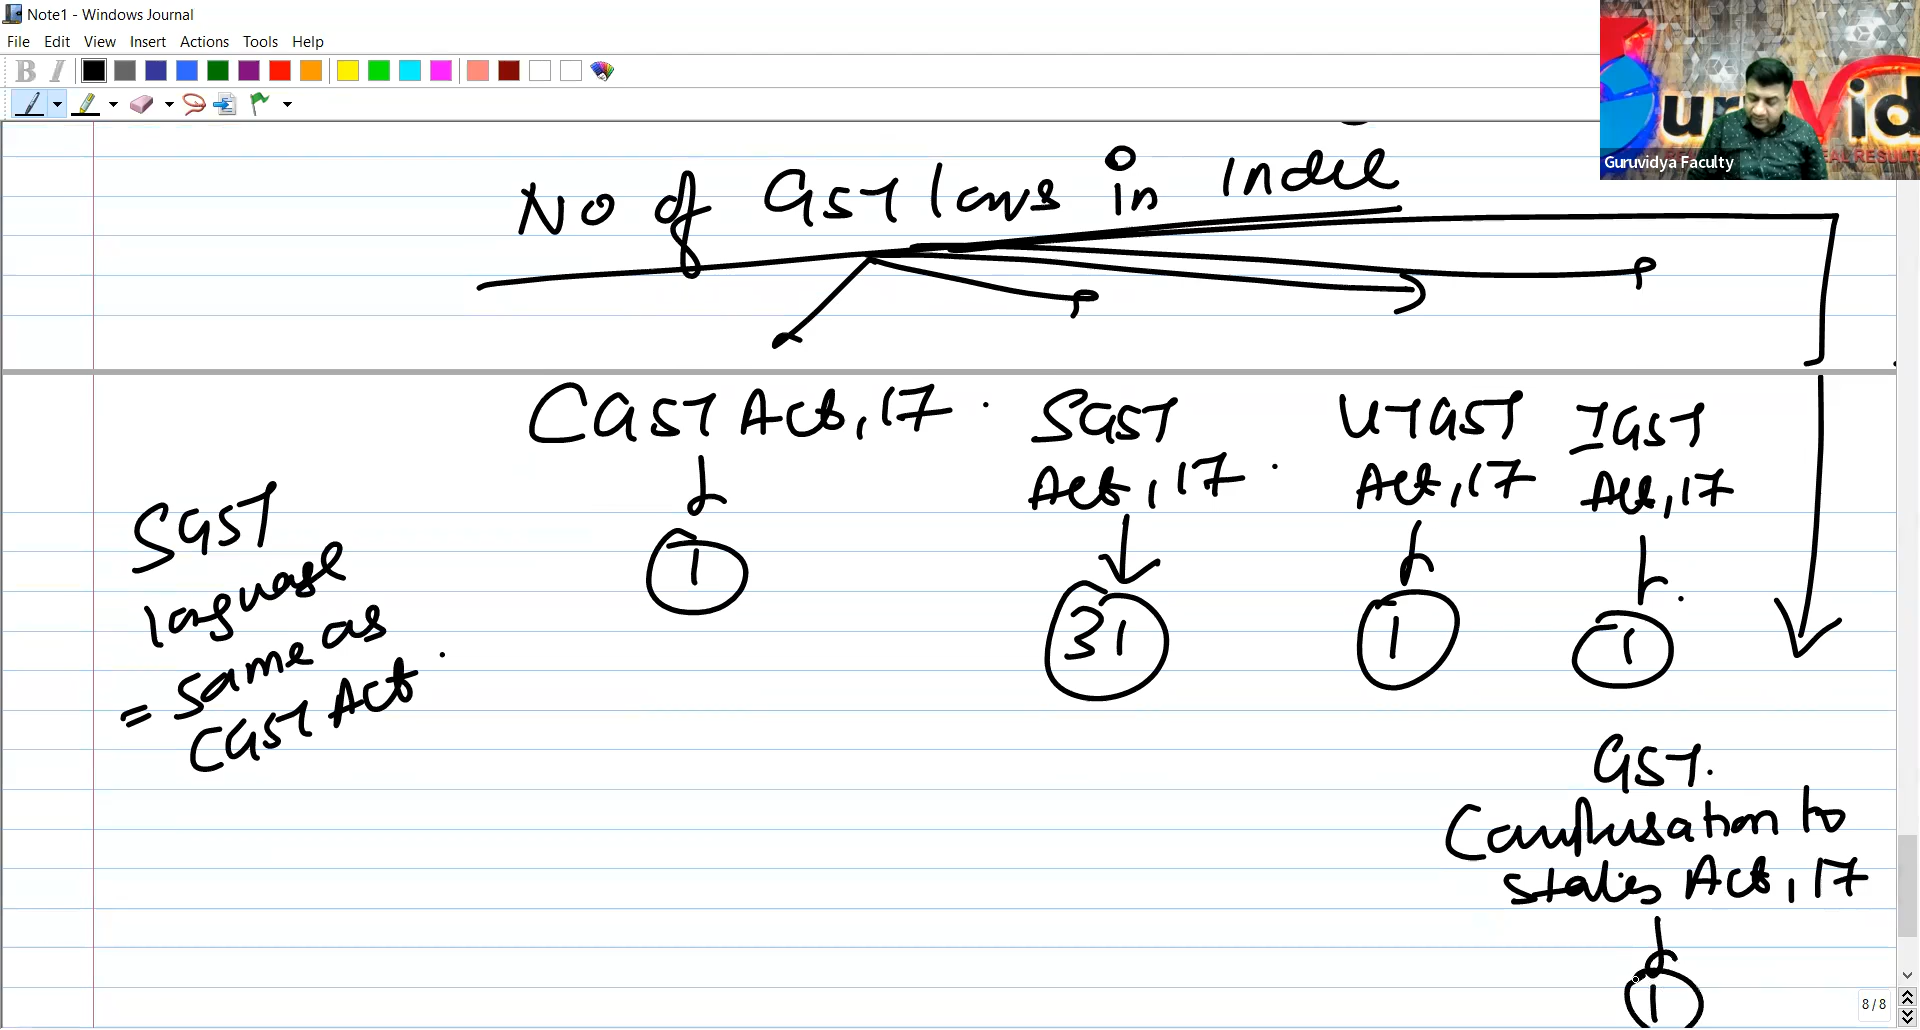 Note1 - Windows Journal
File Edit View Insert Actions Tools Help
B I
Guruvidya Faculty
No of GST laws in
CGST Act, 17.
1
SGST
Act, 17.
31
UTGST
Act, 17
1
IGST
Act, 17
1
SGST
language
= same as
CGST Act.
GST.
to
states Act, 17
1
8 / 8